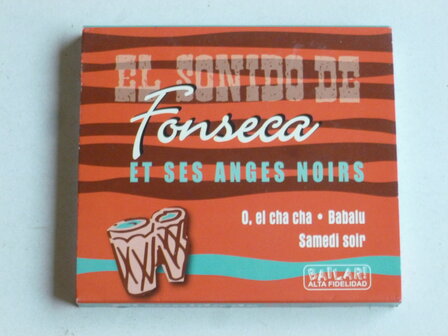 EL SONIDO DE
Fonseca
ET SES ANGES NOIRS
O, el cha cha • Babalu
Samedi soir
BAILAR!
ALTA FIDELIDAD